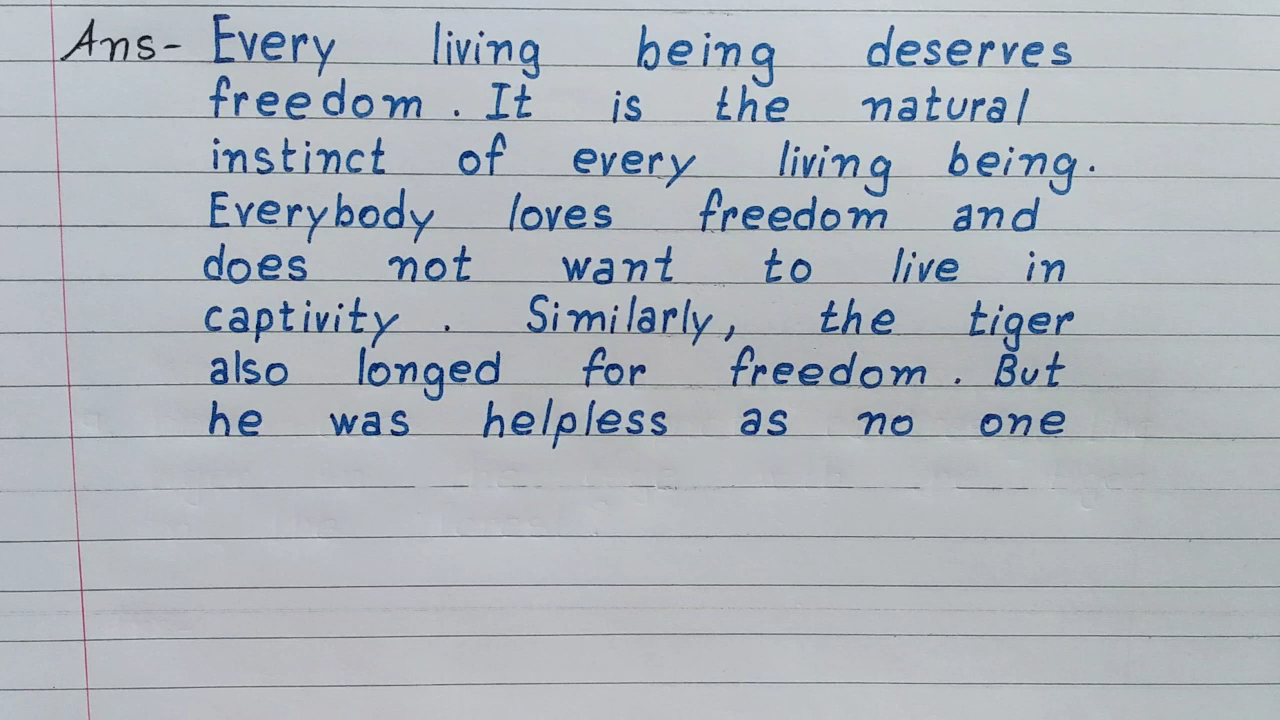 Ans- Every living being deserves
freedom. It is the natural
instinct of every living being.
Everybody loves freedom and
does not want to live in
captivity. Similarly, the tiger
also longed for freedom. But
he was helpless as no one